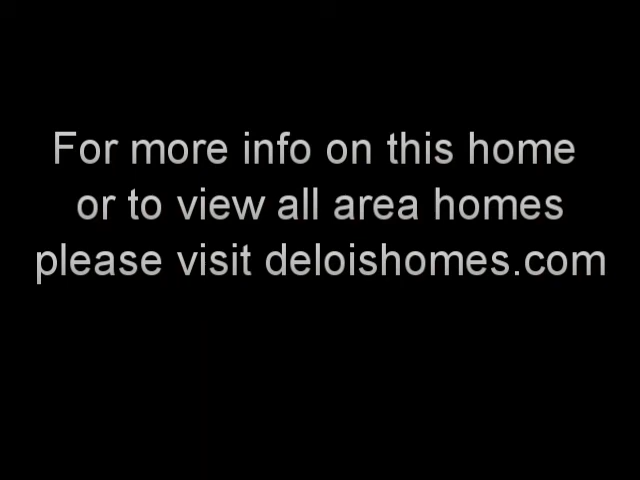 For more info on this home
or to view all area homes
please visit deloishomes.com